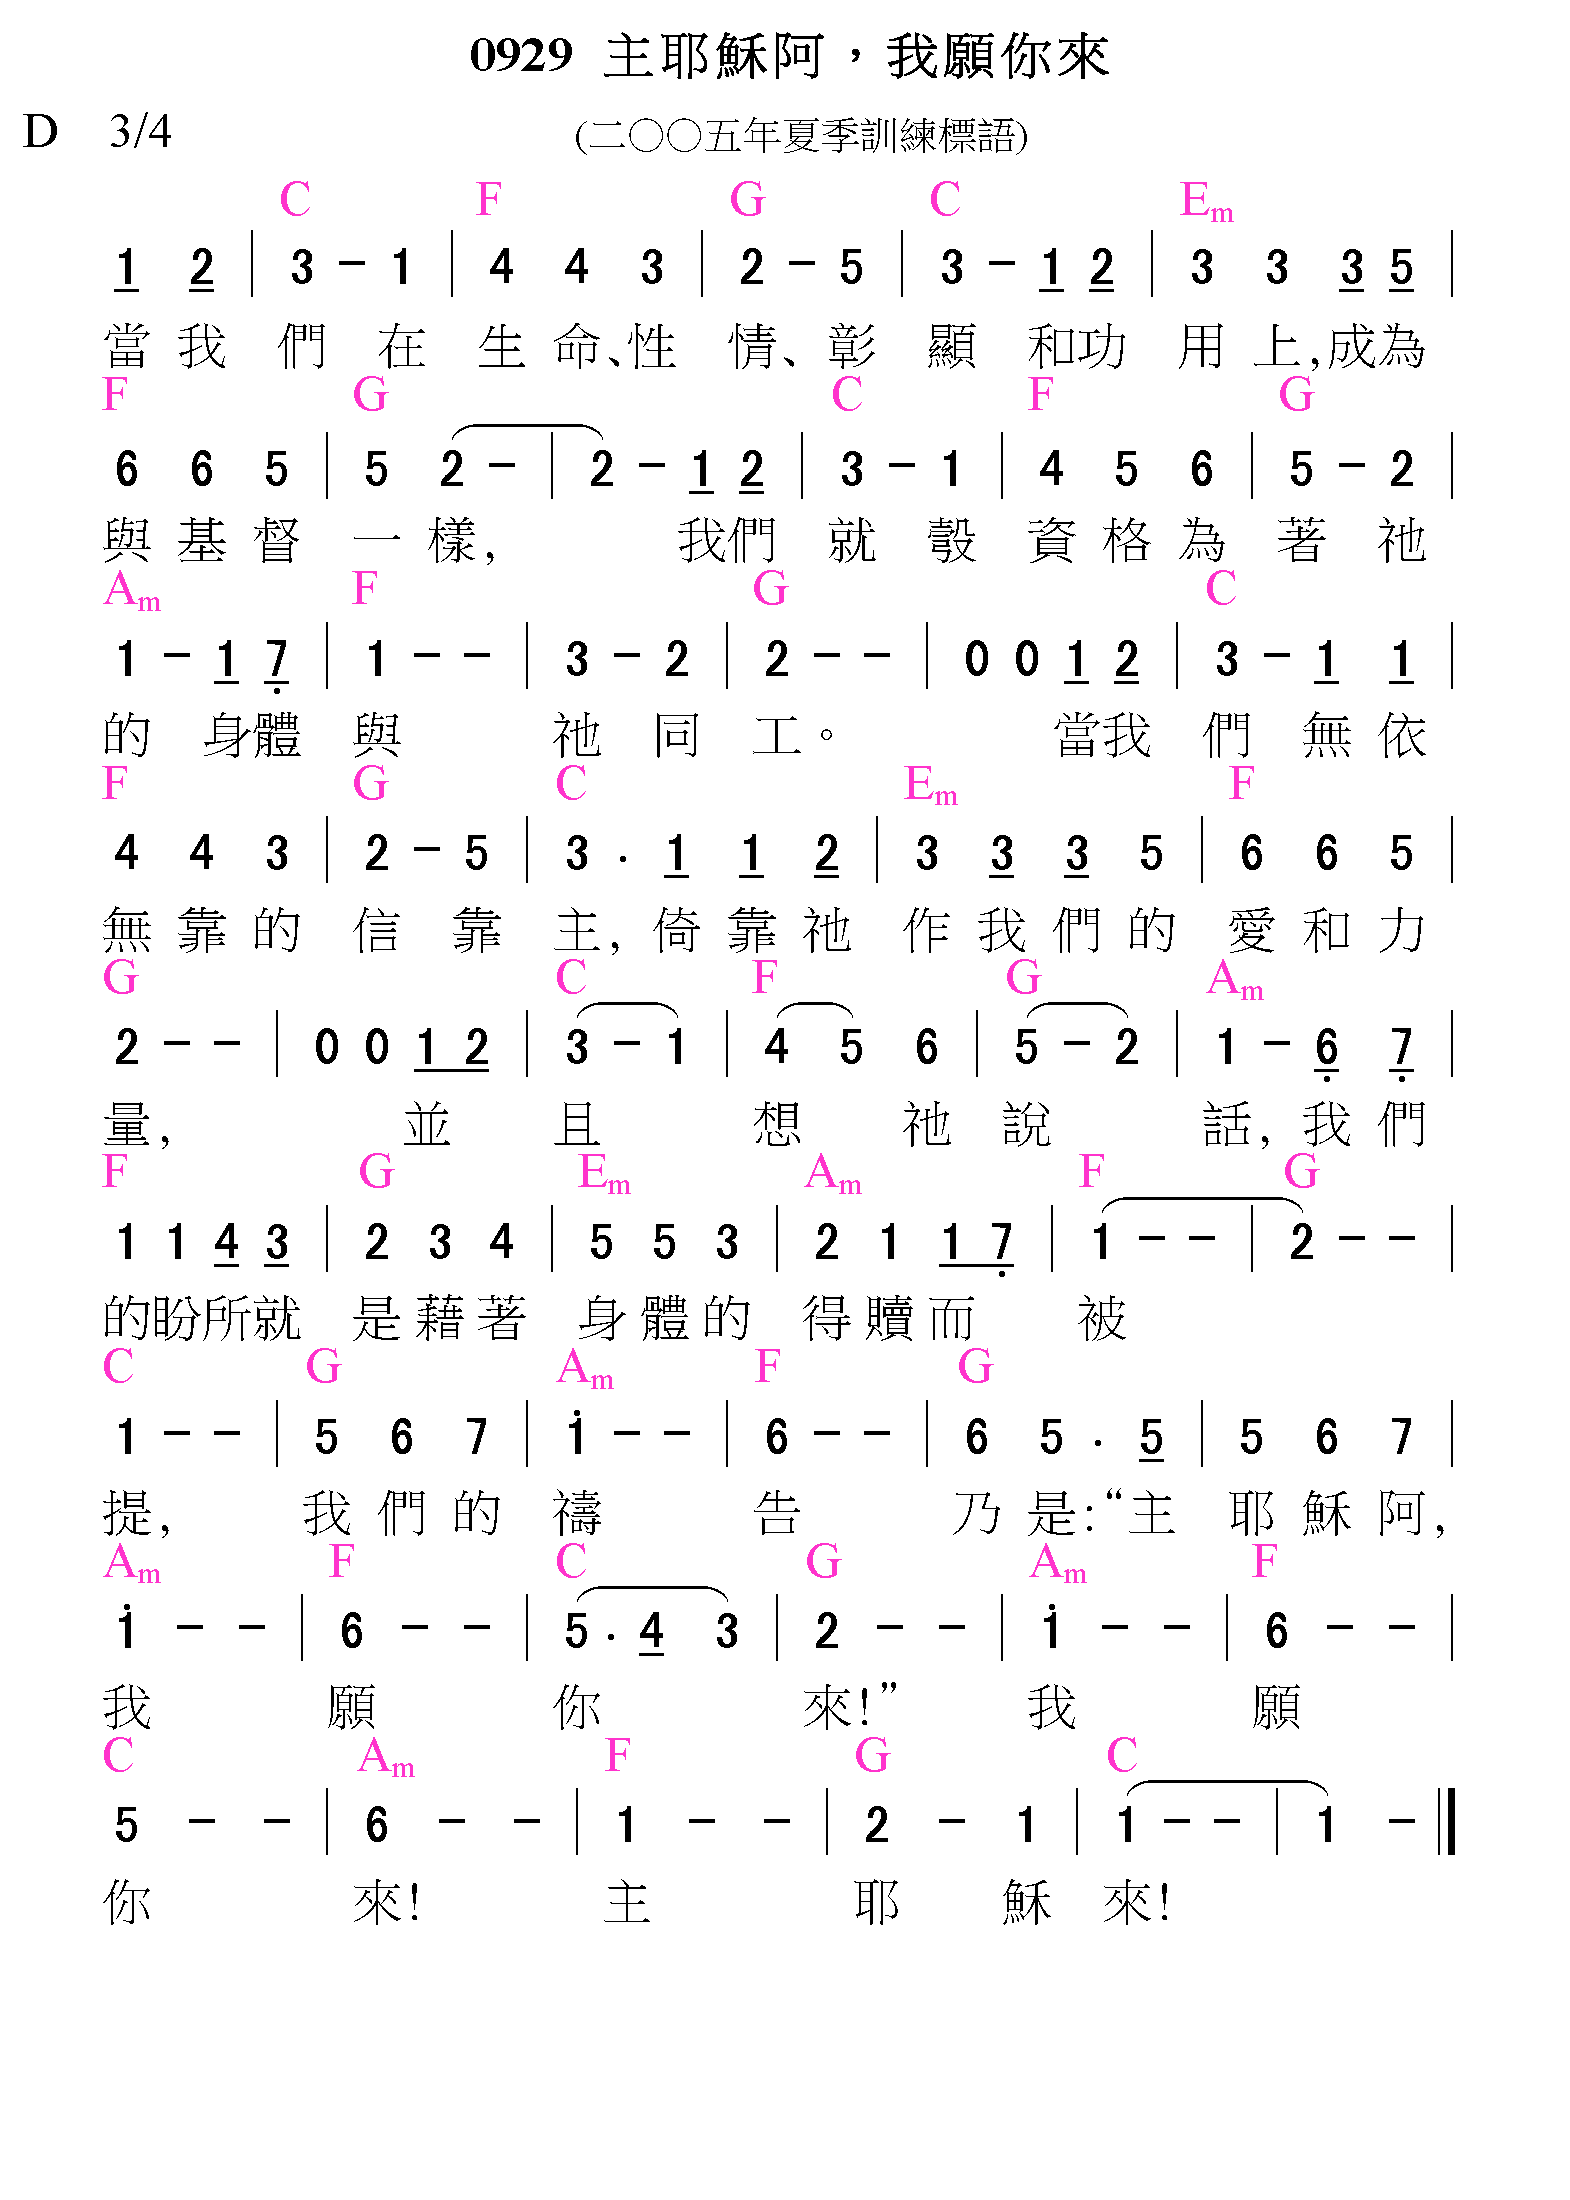 0929 主耶穌阿，我願你來
D 3/4 (二〇〇五年夏季訓練標語)
C F G C Em
1 2 | 3 - 1 | 4 4 3 | 2 - 5 | 3 - 1 2 | 3 3 3 5 |
當我們在生命、性情、彰顯和功用上,成為
F G C F G
6 6 5 | 5 2 - | 2 - 1 2 | 3 - 1 | 4 5 6 | 5 - 2 |
與基督一樣, 我們就彀資格為著祂
Am F G C
1 - 1 7 | 1 - - | 3 - 2 | 2 - - | 0 0 1 2 | 3 - 1 1 |
的身體與祂同工。 當我們無依
F G C Em F
4 4 3 | 2 - 5 | 3 . 1 1 2 | 3 3 3 5 | 6 6 5 |
無靠的信靠主, 倚靠祂作我們的愛和力
G C F G Am
2 - - | 0 0 1 2 | 3 - 1 | 4 5 6 | 5 - 2 | 1 - 6 7 |
量, 並且想祂說話, 我們
F G Em Am F G
1 1 4 3 | 2 3 4 | 5 5 3 | 2 1 1 7 | 1 - - | 2 - - |
的盼所就是藉著身體的得贖而被
C G Am F G
1 - - | 5 6 7 | 1 - - | 6 - - | 6 5 . 5 | 5 6 7 |
提, 我們的禱告乃是:“主耶穌阿,
Am F C G Am F
1 - - | 6 - - | 5 . 4 3 | 2 - - | 1 - - | 6 - - |
我願你來!” 我願
C Am F G C
5 - - | 6 - - | 1 - - | 2 - 1 | 1 - - | 1 - ‖
你來! 主耶穌來!